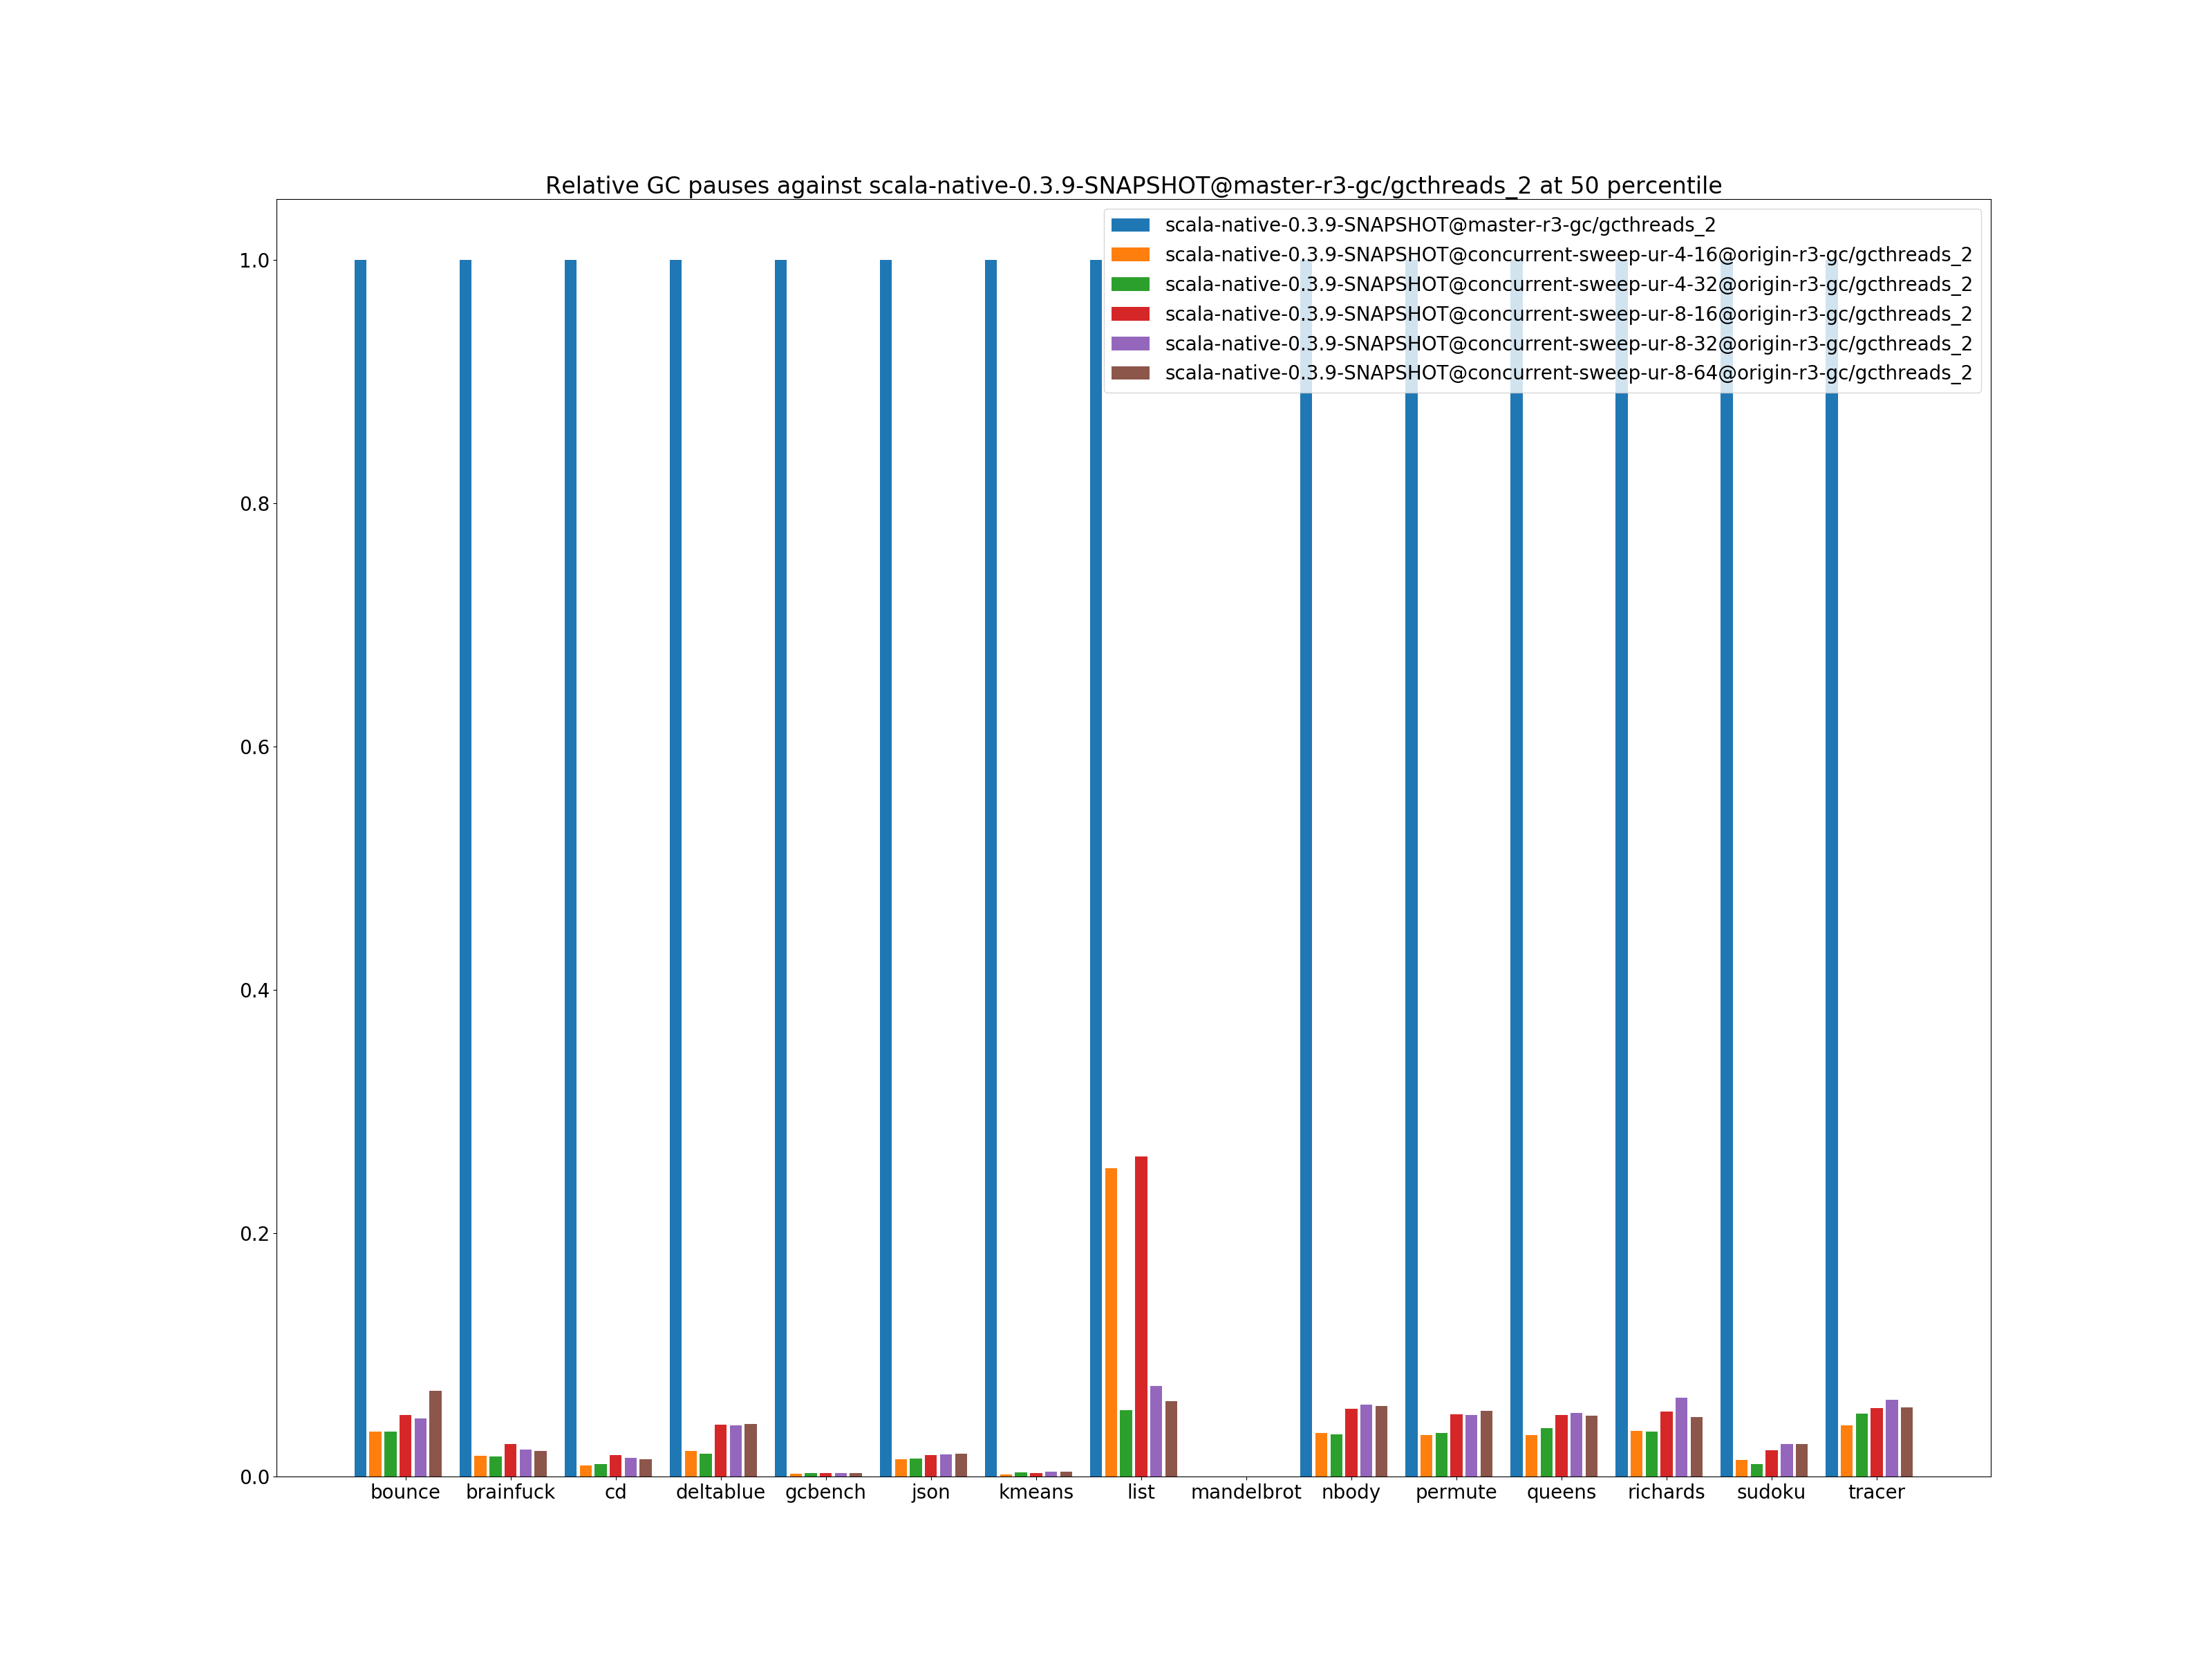 Relative GC pauses against scala-native-0.3.9-SNAPSHOT@master-r3-gc/gcthreads_2 at 50 percentile
scala-native-0.3.9-SNAPSHOT@master-r3-gc/gcthreads_2
scala-native-0.3.9-SNAPSHOT@concurrent-sweep-ur-4-16@origin-r3-gc/gcthreads_2
scala-native-0.3.9-SNAPSHOT@concurrent-sweep-ur-4-32@origin-r3-gc/gcthreads_2
scala-native-0.3.9-SNAPSHOT@concurrent-sweep-ur-8-16@origin-r3-gc/gcthreads_2
scala-native-0.3.9-SNAPSHOT@concurrent-sweep-ur-8-32@origin-r3-gc/gcthreads_2
scala-native-0.3.9-SNAPSHOT@concurrent-sweep-ur-8-64@origin-r3-gc/gcthreads_2
1.0
0.8
0.6
0.4
0.2
0.0
bounce brainfuck cd deltablue gcbench json kmeans list mandelbrot nbody permute queens richards sudoku tracer